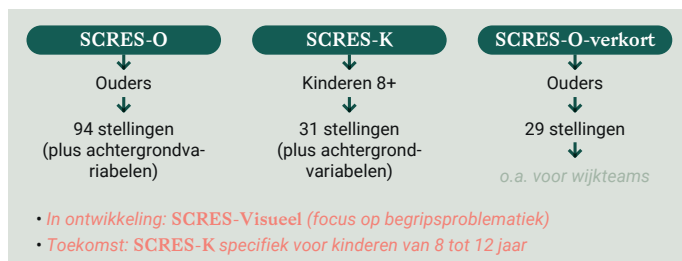 SCRES-O
Ouders
94 stellingen
(plus achtergrondva-
riabelen)
SCRES-K
Kinderen 8+
31 stellingen
(plus achtergrond-
variabelen)
SCRES-O-verkort
Ouders
29 stellingen
o.a. voor wijkteams
• In ontwikkeling: SCRES-Visueel (focus op begripsproblematiek)
• Toekomst: SCRES-K specifiek voor kinderen van 8 tot 12 jaar